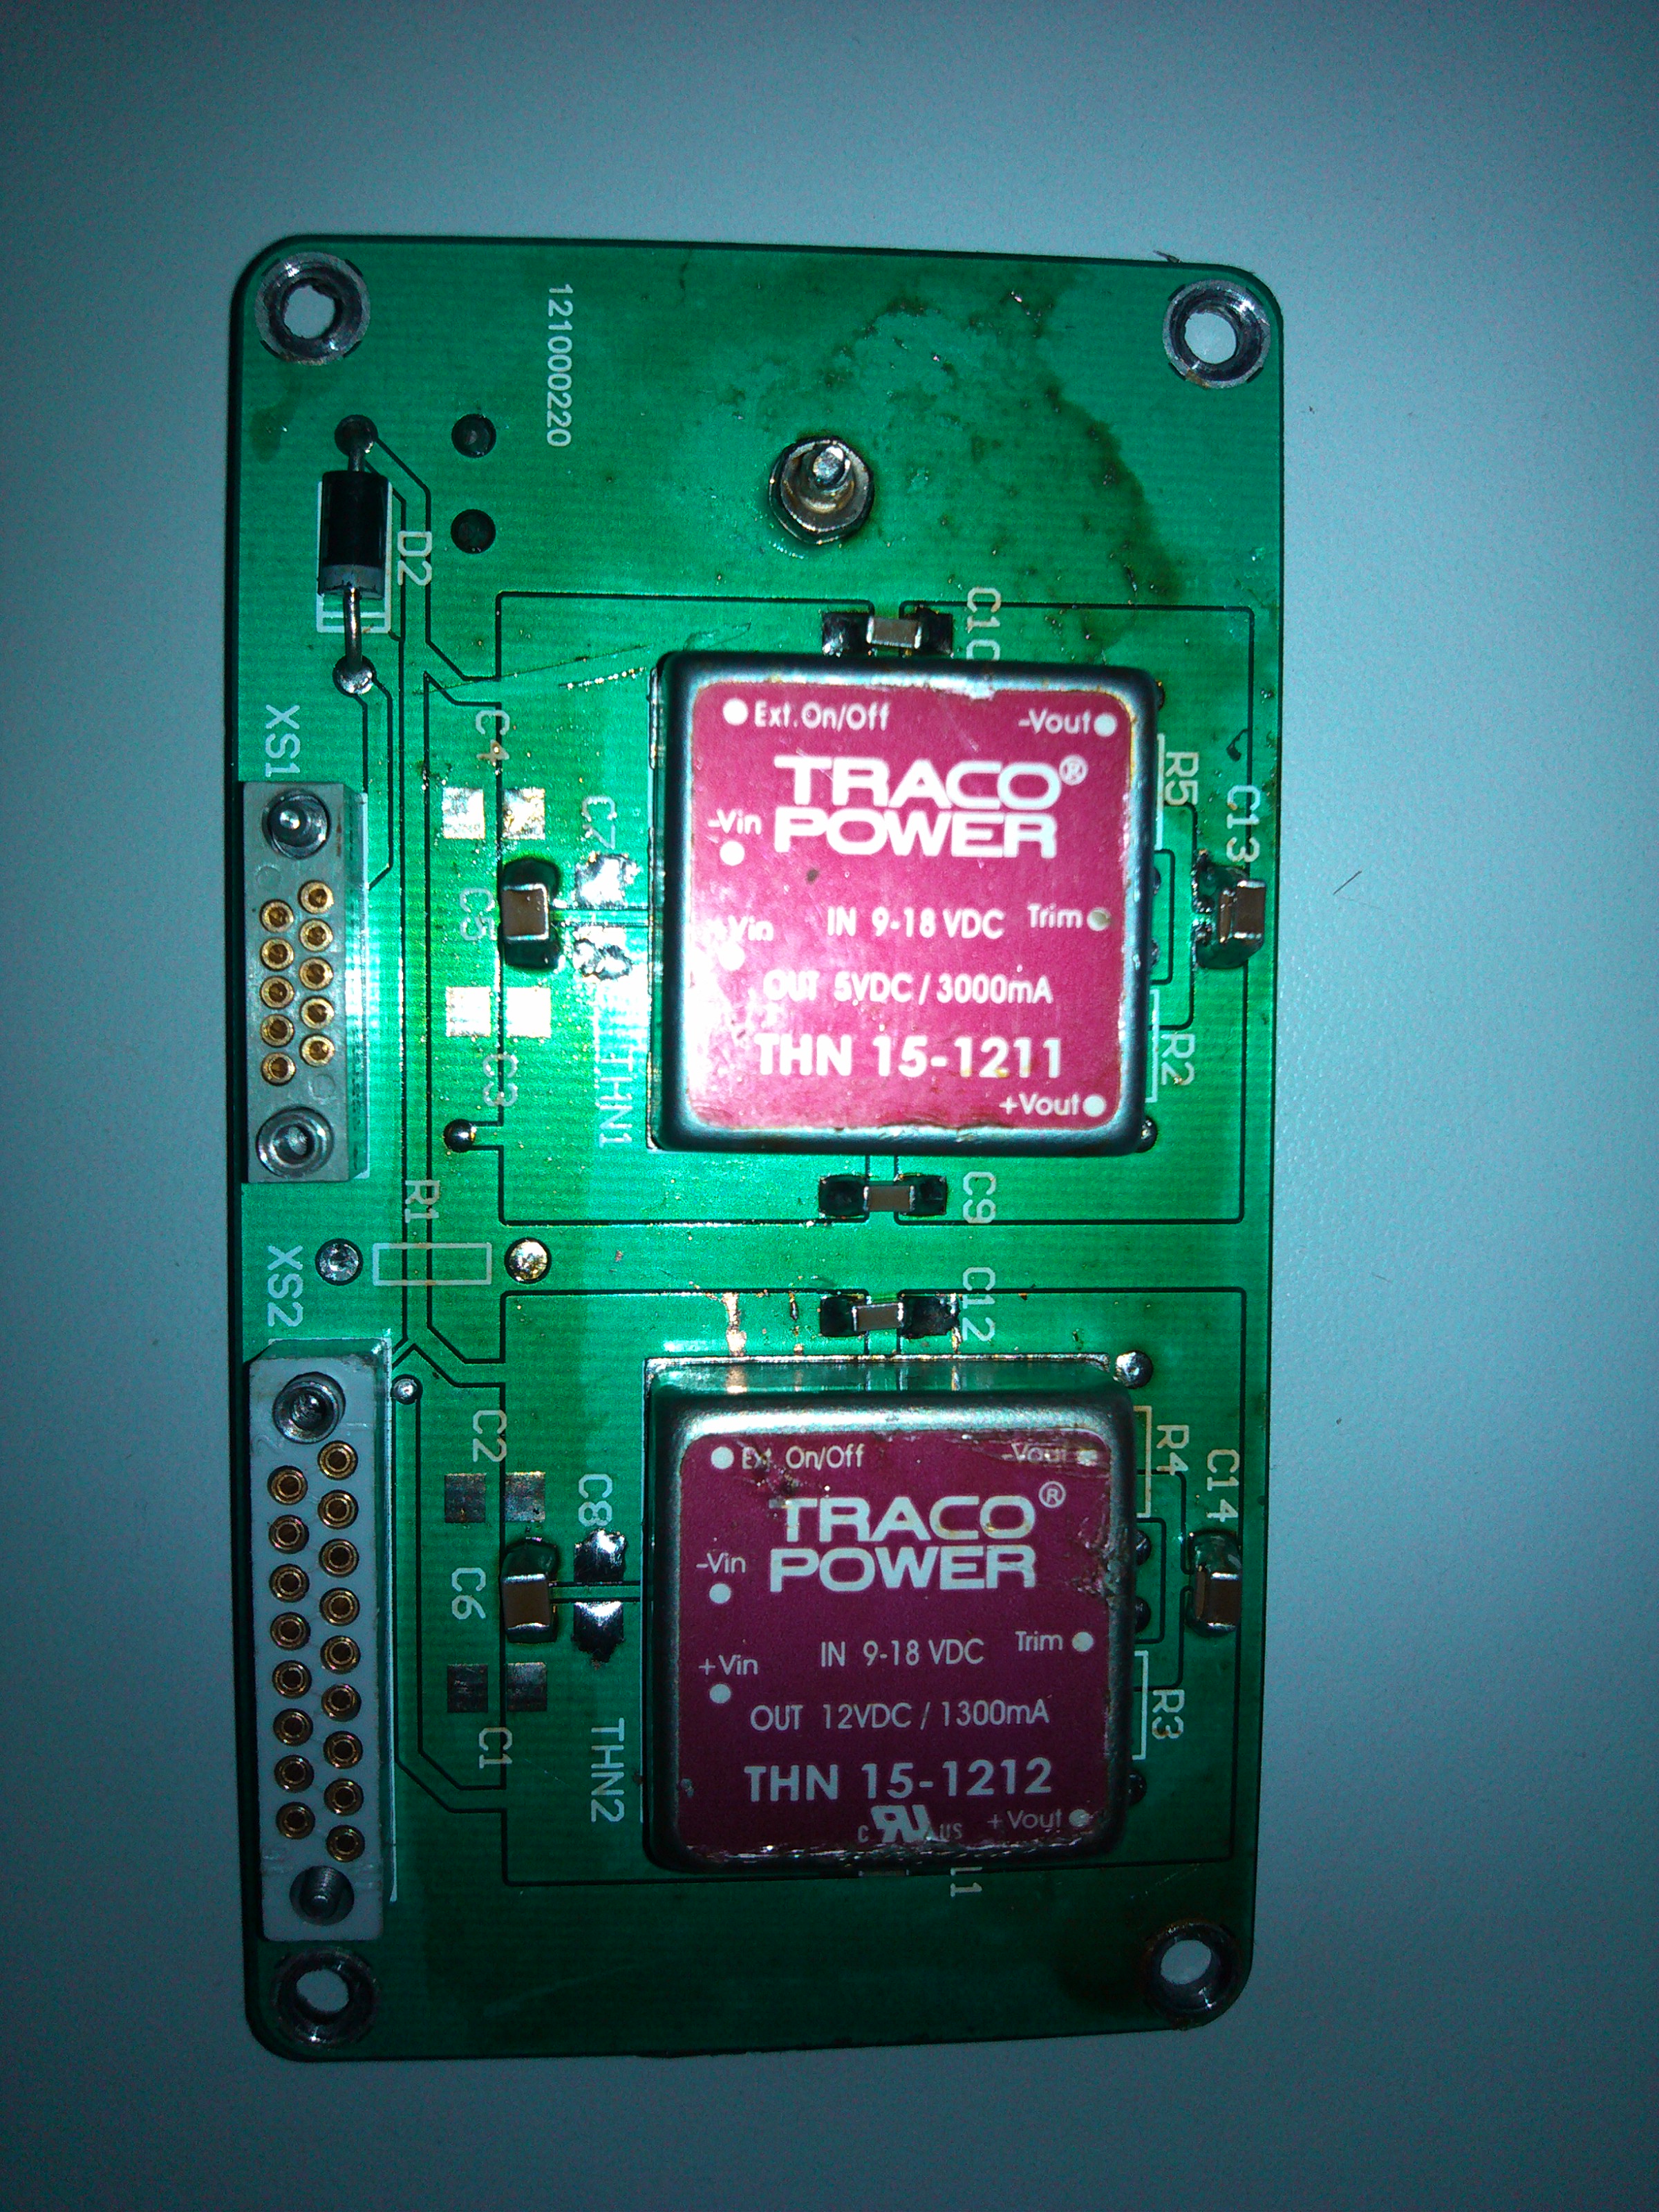 121000220
D2
C10
XS1
C4
C7
Ext. On/Off
-Vout
TRACO®
POWER
-Vin
+Vin
IN 9-18 VDC
Trim
OUT 5VDC / 3000mA
THN 15-1211
+Vout
R5
C13
C5
C3
THN1
R2
R1
C9
XS2
C12
C2
C8
Ext. On/Off
-Vout
TRACO®
POWER
-Vin
+Vin
IN 9-18 VDC
Trim
OUT 12VDC / 1300mA
THN 15-1212
c RU US
+Vout
R4
C14
C6
C1
THN2
R3